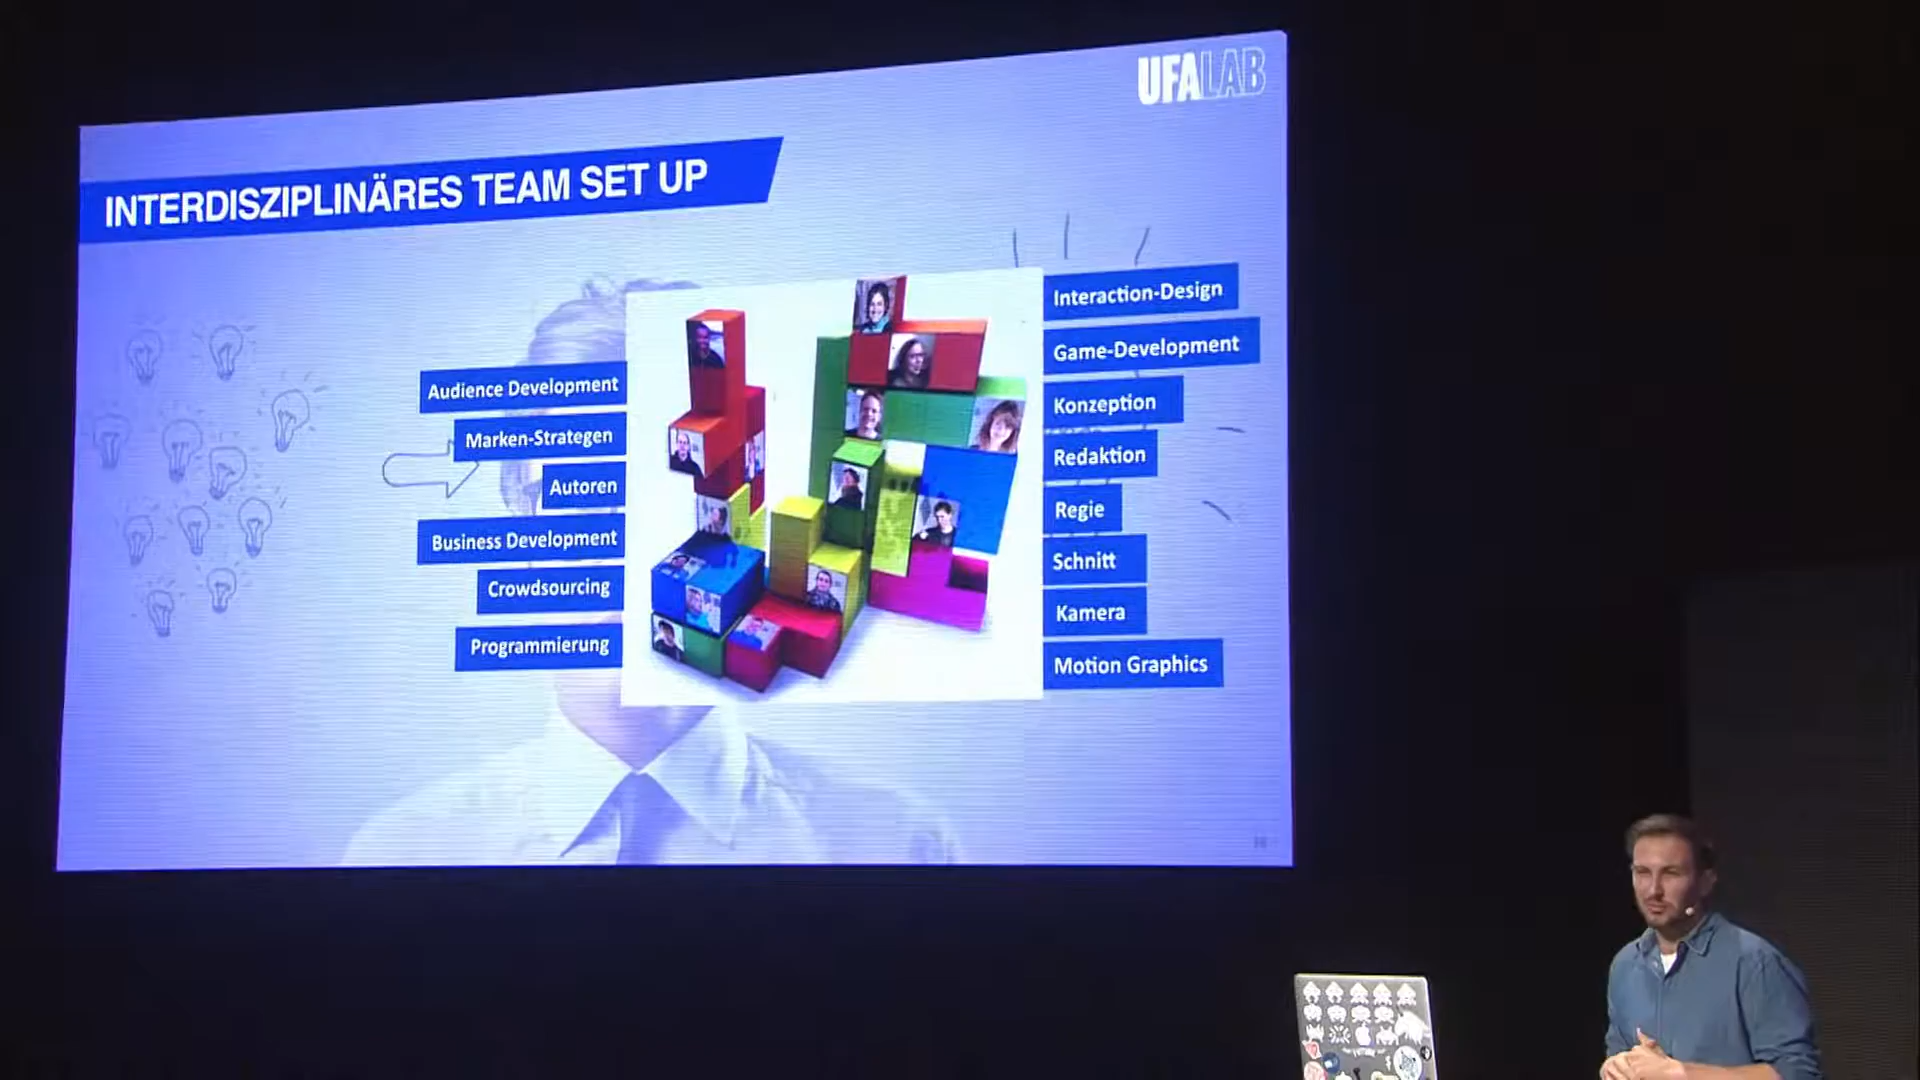 UFALAB
INTERDISZIPLINÄRES TEAM SET UP
Audience Development
Marken-Strategen
Autoren
Business Development
Crowdsourcing
Programmierung
Interaction-Design
Game-Development
Konzeption
Redaktion
Regie
Schnitt
Kamera
Motion Graphics